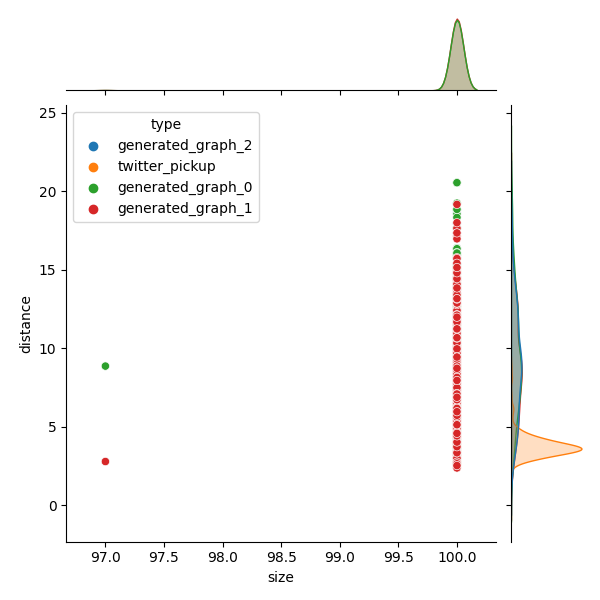 type
generated_graph_2
twitter_pickup
generated_graph_0
generated_graph_1
25
20
15
10
5
0
distance
97.0 97.5 98.0 98.5 99.0 99.5 100.0
size